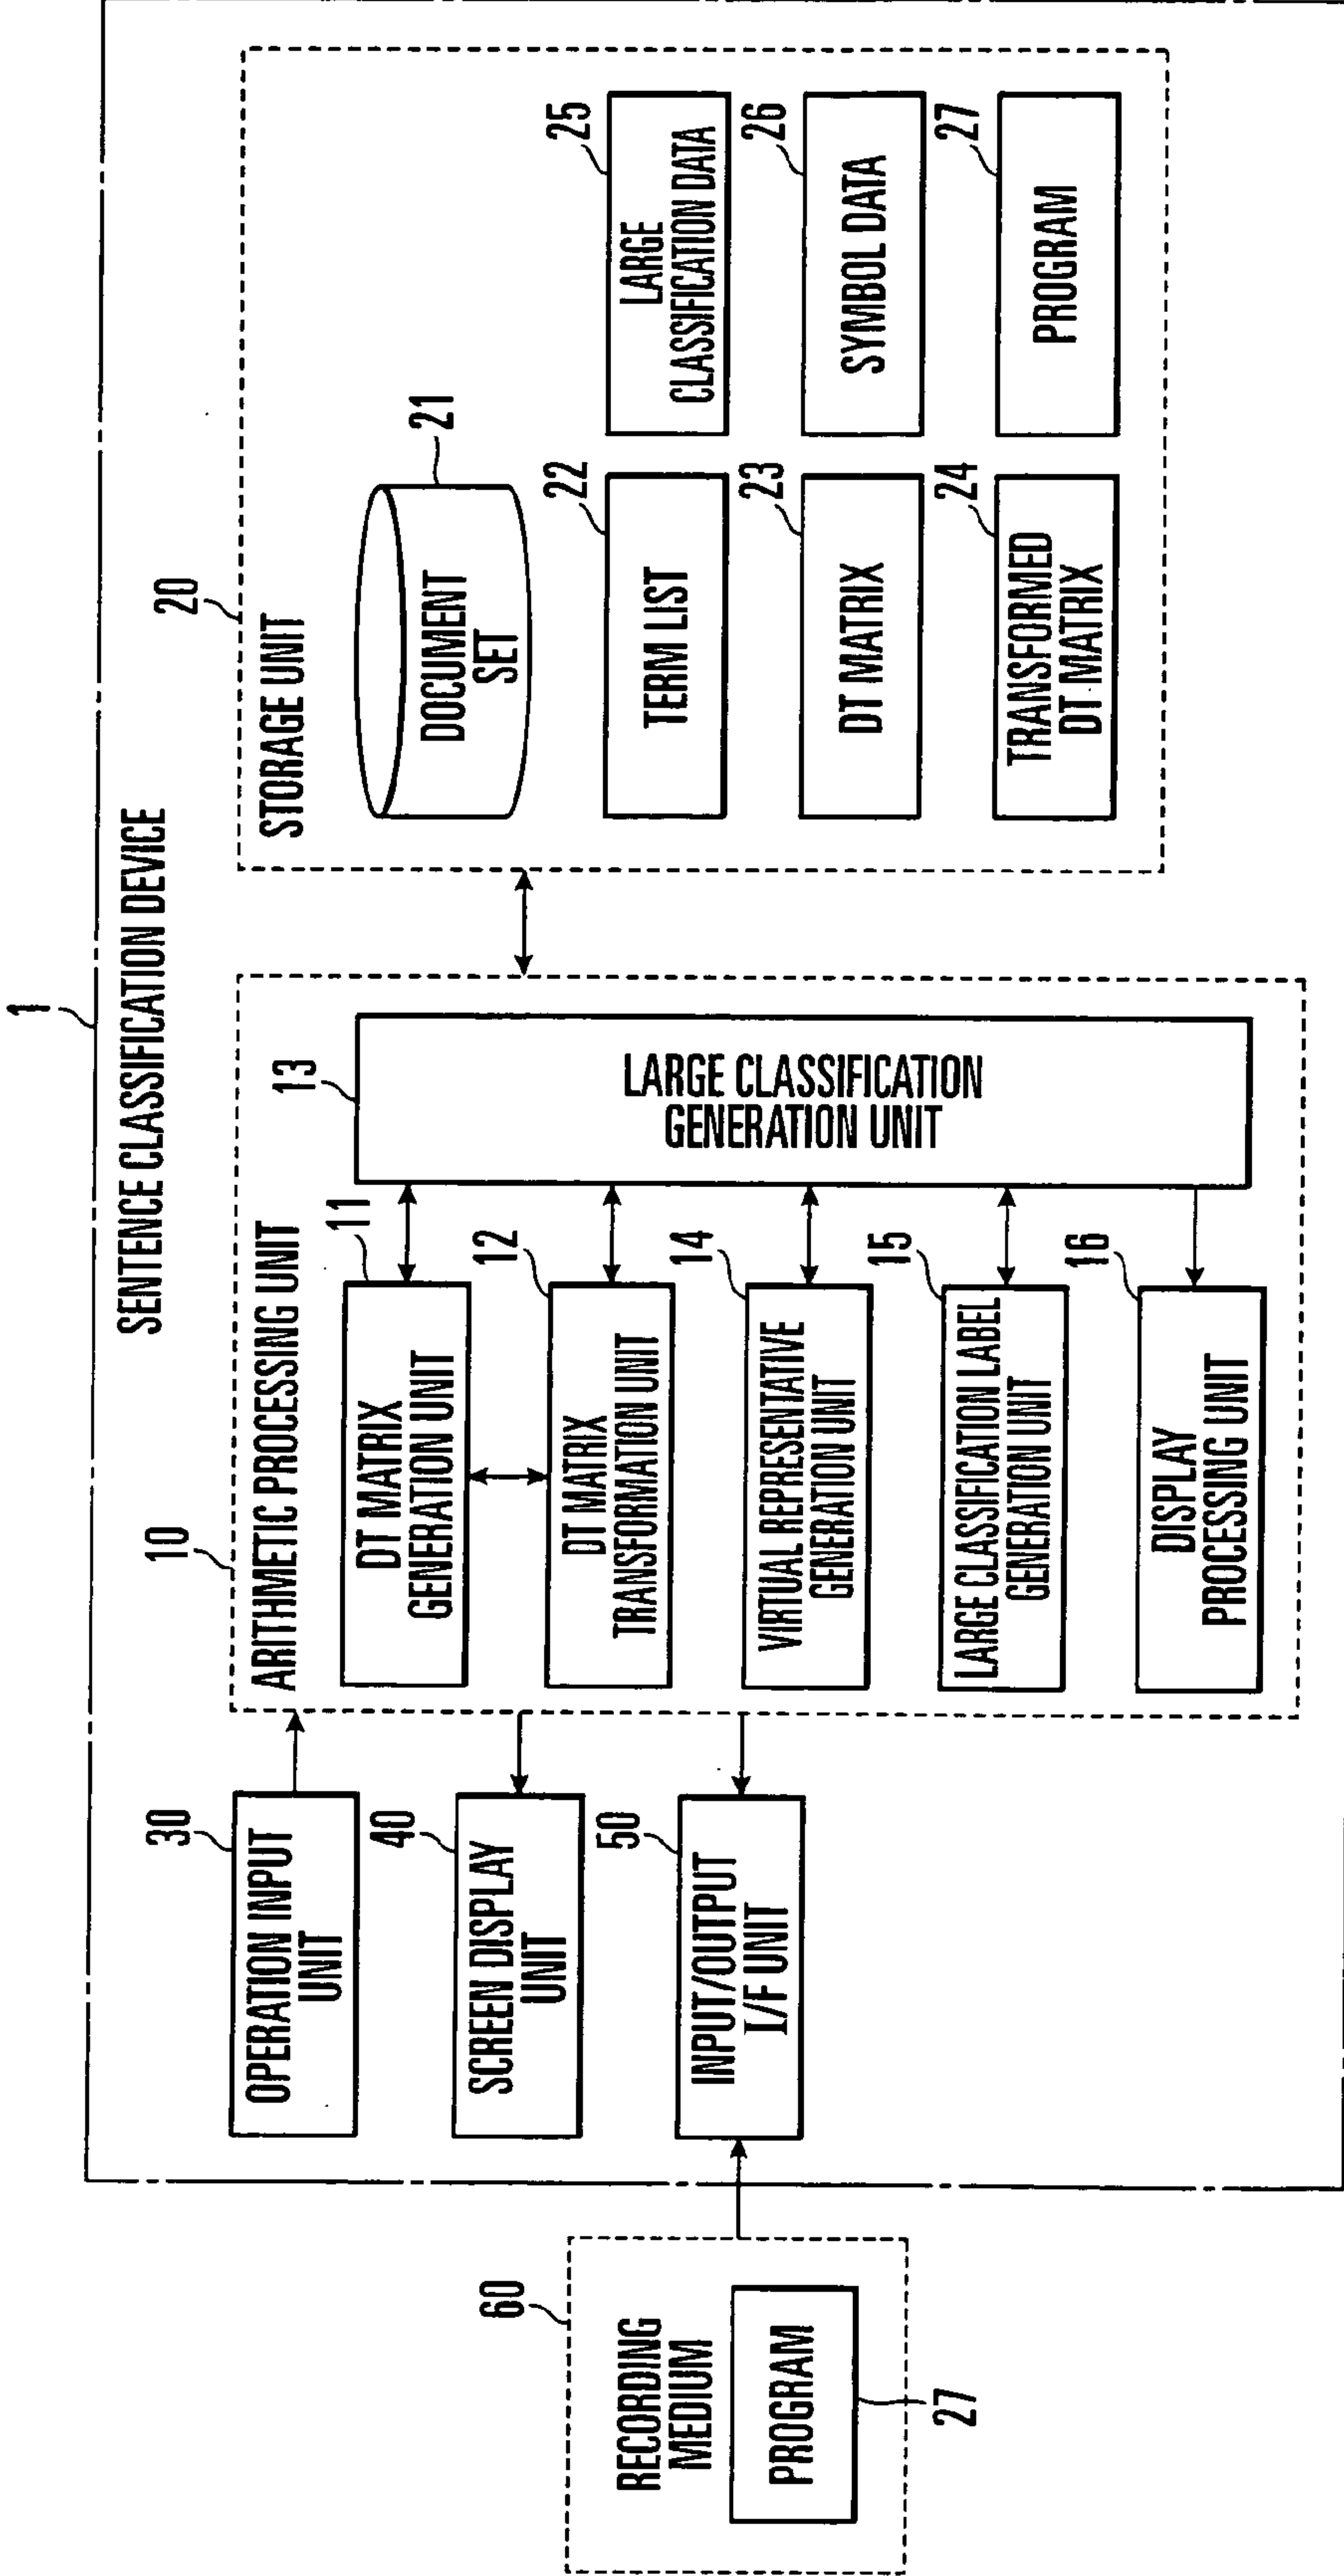 1
SENTENCE CLASSIFICATION DEVICE
10
ARITHMETIC PROCESSING UNIT
11
DT MATRIX
GENERATION UNIT
12
DT MATRIX
TRANSFORMATION UNIT
14
VIRTUAL REPRESENTATIVE
GENERATION UNIT
15
LARGE CLASSIFICATION LABEL
GENERATION UNIT
16
DISPLAY
PROCESSING UNIT
13
LARGE CLASSIFICATION
GENERATION UNIT
20
STORAGE UNIT
21
DOCUMENT
SET
22
TERM LIST
23
DT MATRIX
24
TRANSFORMED
DT MATRIX
25
LARGE
CLASSIFICATION DATA
26
SYMBOL DATA
27
PROGRAM
30
OPERATION INPUT
UNIT
40
SCREEN DISPLAY
UNIT
50
INPUT/OUTPUT
I/F UNIT
60
RECORDING
MEDIUM
PROGRAM
27